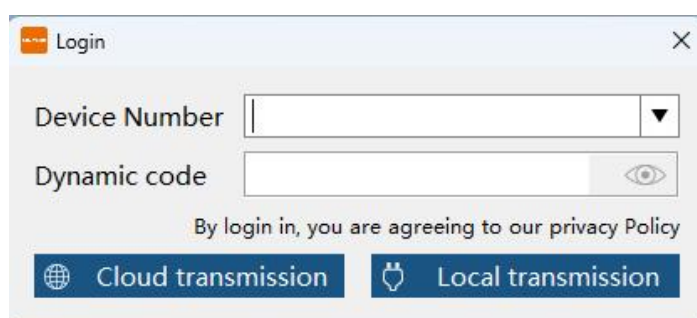 Login
Device Number
Dynamic code
By login in, you are agreeing to our privacy Policy
Cloud transmission
Local transmission